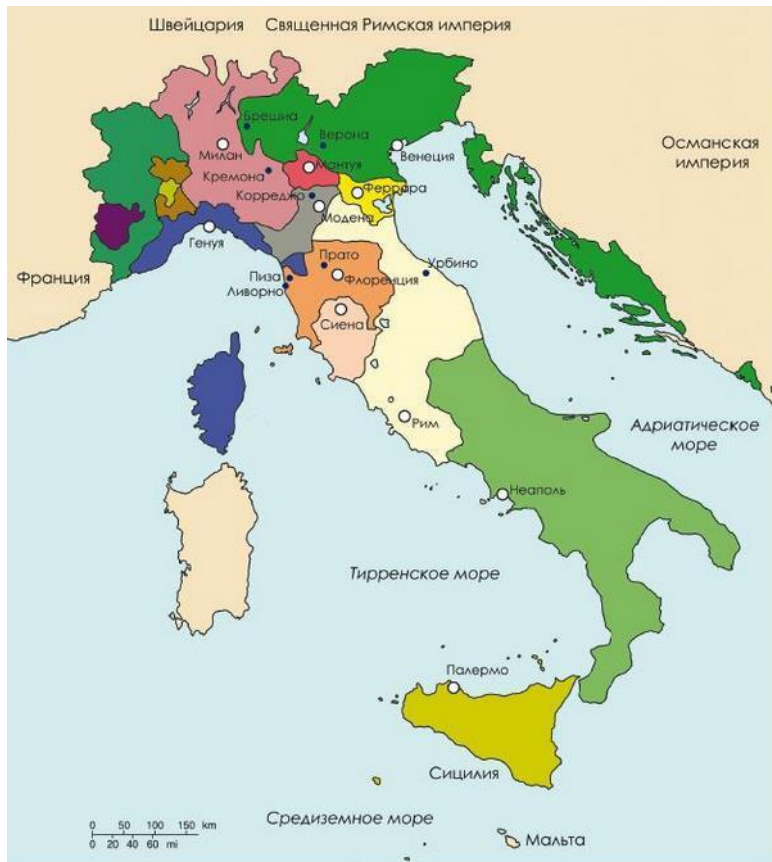 Швейцария
Священная Римская империя
Брешиа
Верона
Османская
империя
Милан
Венеция
Кремона
Мантуя
Корреджо
Феррара
Модена
Генуя
Прато
Урбино
Франция
Пиза
Флоренция
Ливорно
Сиена
Рим
Адриатическое
море
Неаполь
Тирренское море
Палермо
Сицилия
Средиземное море
Мальта
0 50 100 150 km
0 20 40 60 mi